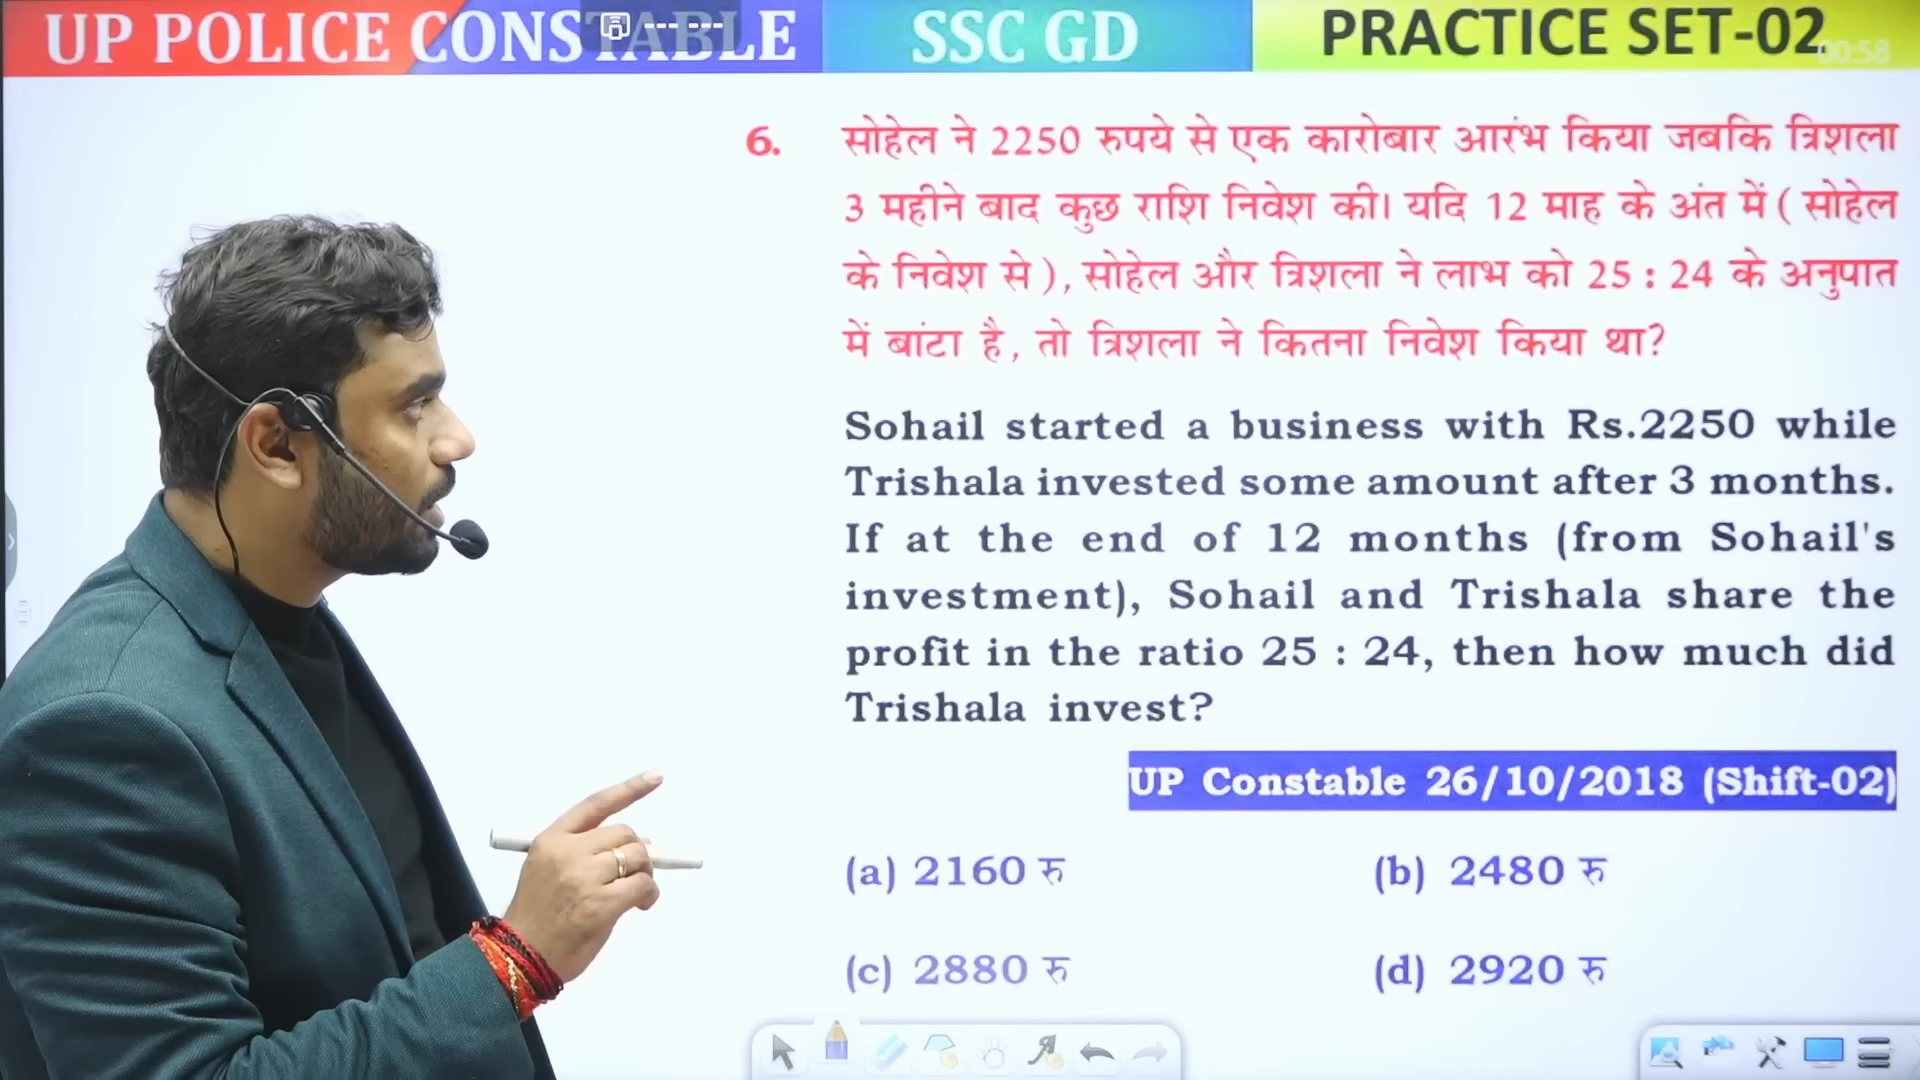 UP POLICE CONSTABLE SSC GD PRACTICE SET-02
00:58
6. सोहेल ने 2250 रुपये से एक कारोबार आरंभ किया जबकि त्रिशला
3 महीने बाद कुछ राशि निवेश की। यदि 12 माह के अंत में ( सोहेल
के निवेश से ), सोहेल और त्रिशला ने लाभ को 25 : 24 के अनुपात
में बांटा है, तो त्रिशला ने कितना निवेश किया था?
Sohail started a business with Rs.2250 while
Trishala invested some amount after 3 months.
If at the end of 12 months (from Sohail's
investment), Sohail and Trishala share the
profit in the ratio 25 : 24, then how much did
Trishala invest?
UP Constable 26/10/2018 (Shift-02)
(a) 2160 रु (b) 2480 रु
(c) 2880 रु (d) 2920 रु